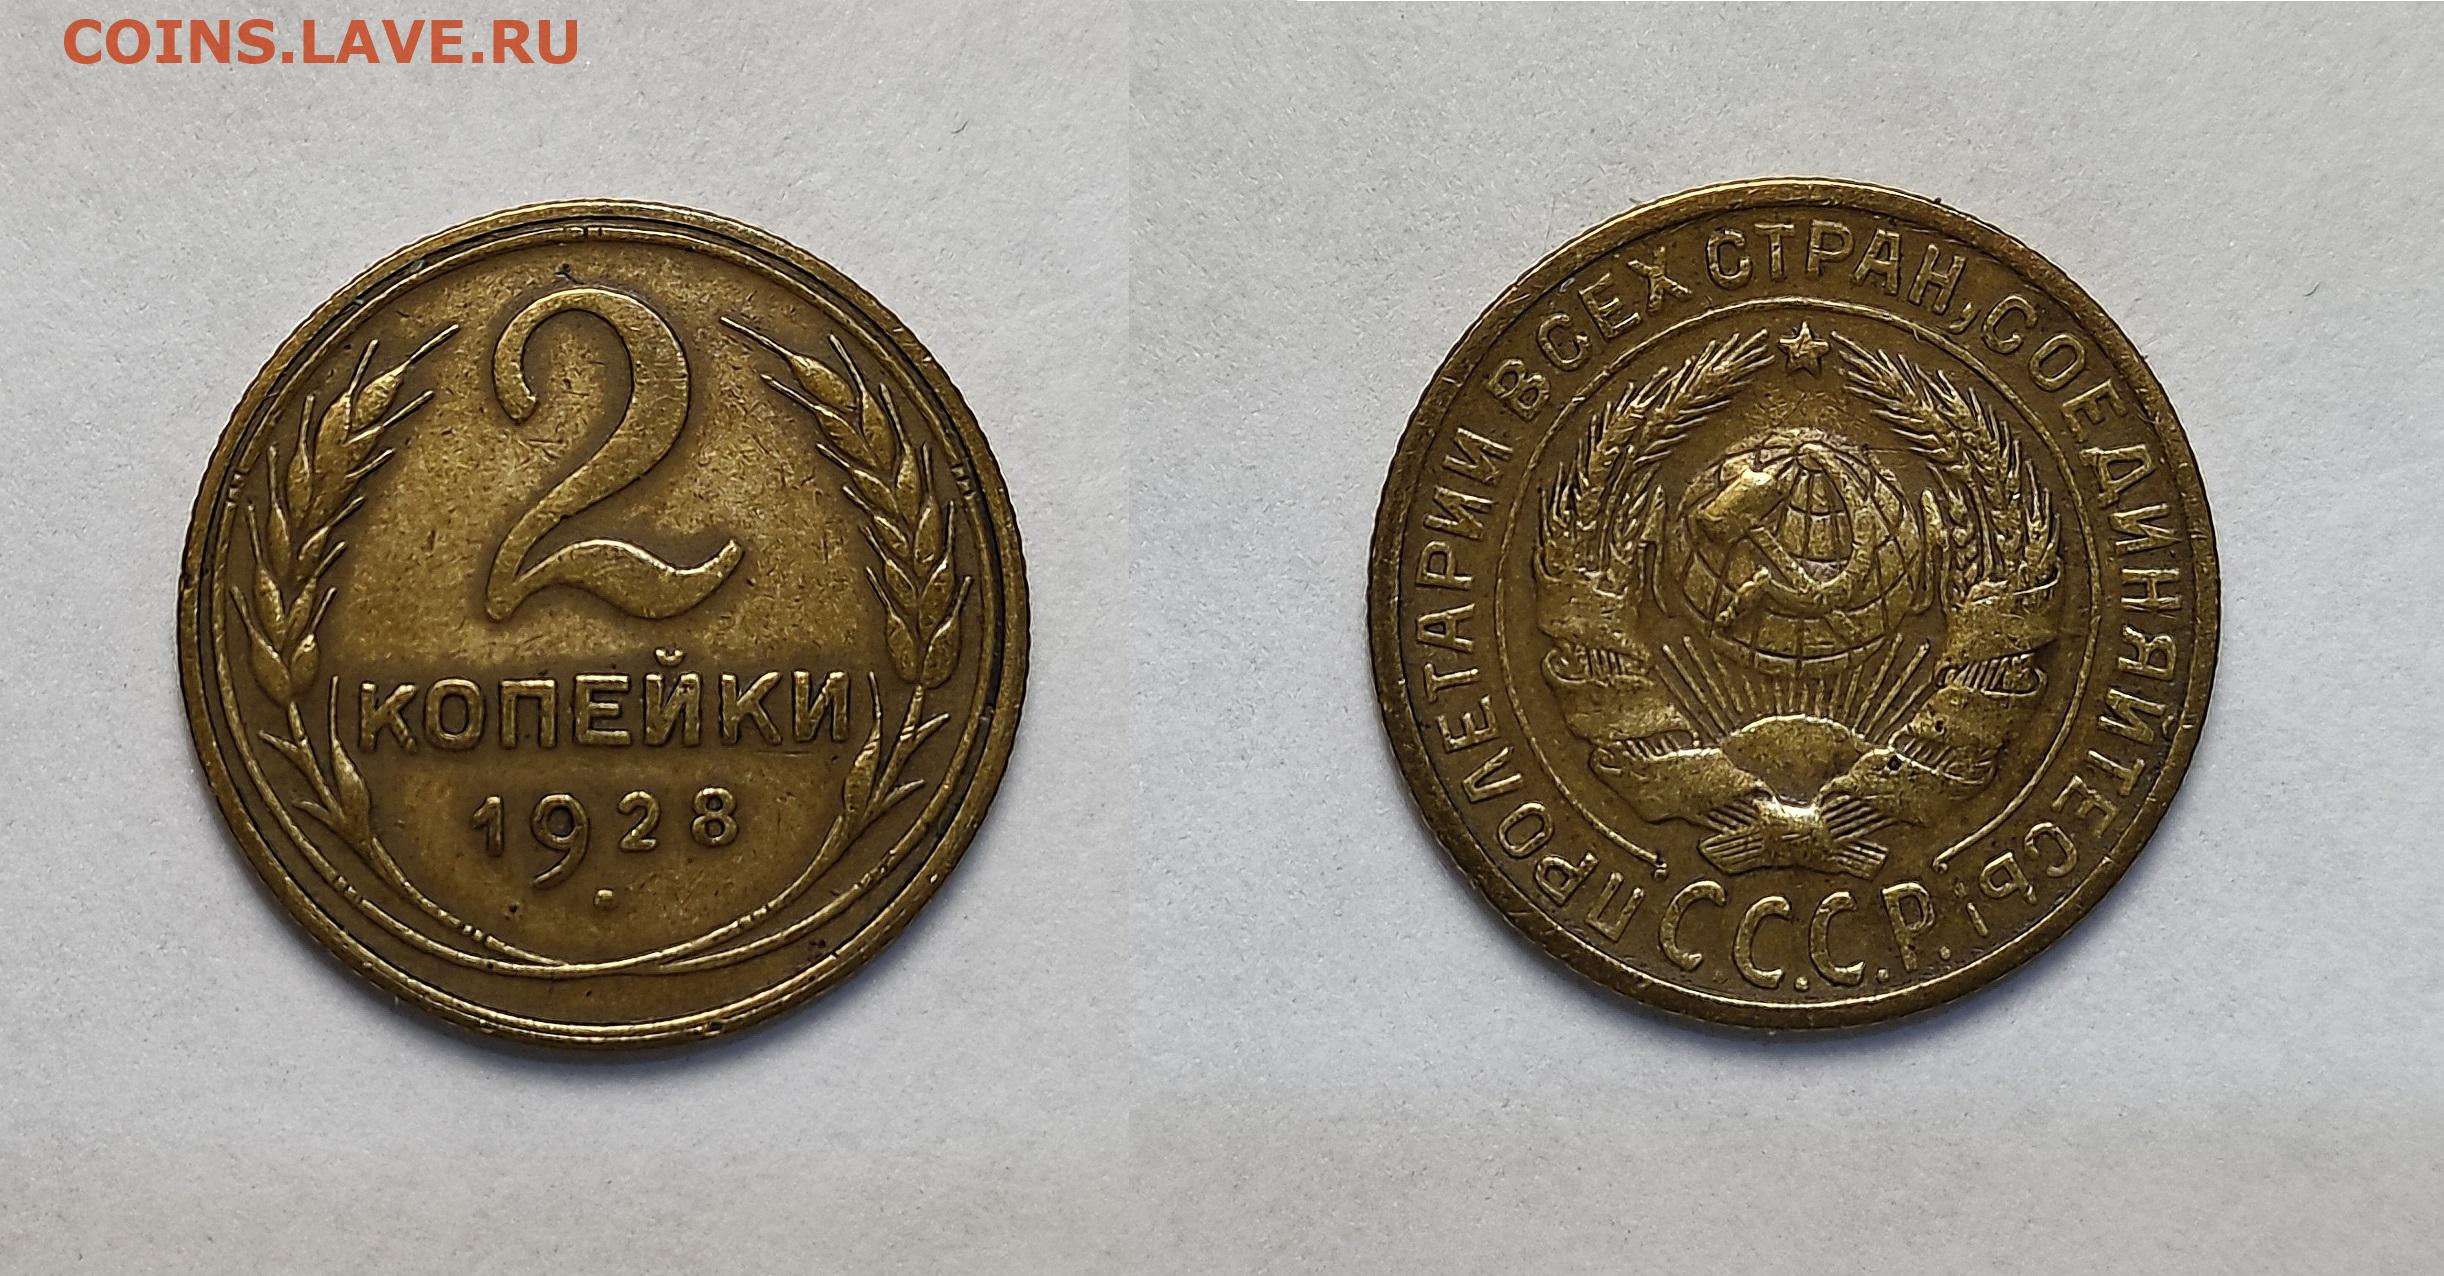 COINS.LAVE.RU
2
КОПЕЙКИ
1928
ПРОЛЕТАРИИ ВСЕХ СТРАН, СОЕДИНЯЙТЕСЬ!
С С.С.Р.